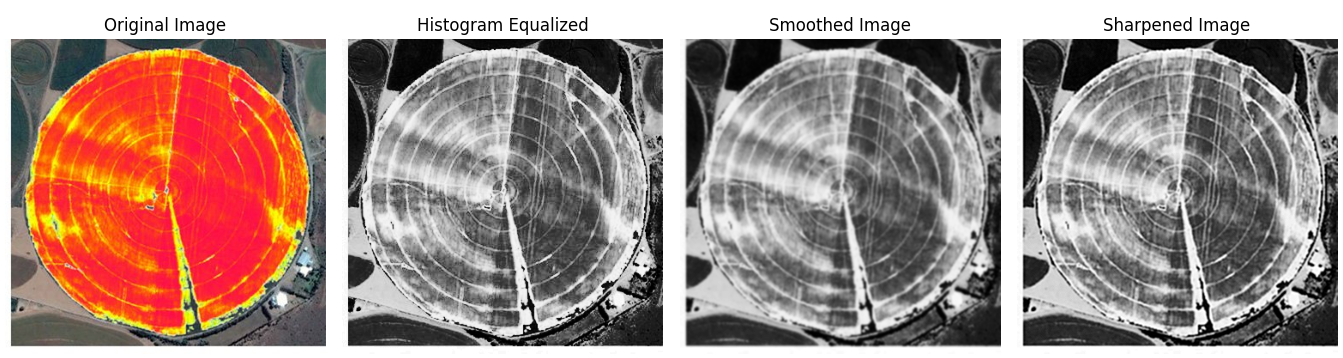 Original Image
Histogram Equalized
Smoothed Image
Sharpened Image